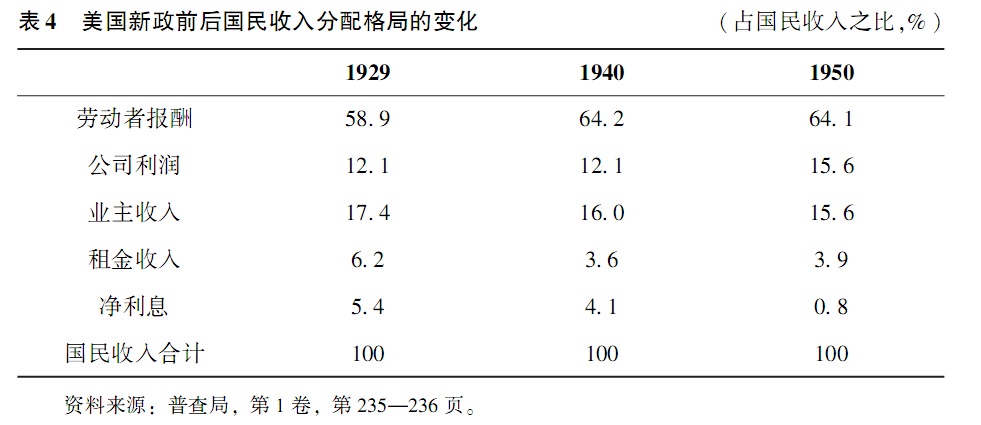 表 4 美国新政前后国民收入分配格局的变化 (占国民收入之比,%)
1929 1940 1950
劳动者报酬 58.9 64.2 64.1
公司利润 12.1 12.1 15.6
业主收入 17.4 16.0 15.6
租金收入 6.2 3.6 3.9
净利息 5.4 4.1 0.8
国民收入合计 100 100 100
资料来源：普查局，第 1 卷，第 235—236 页。